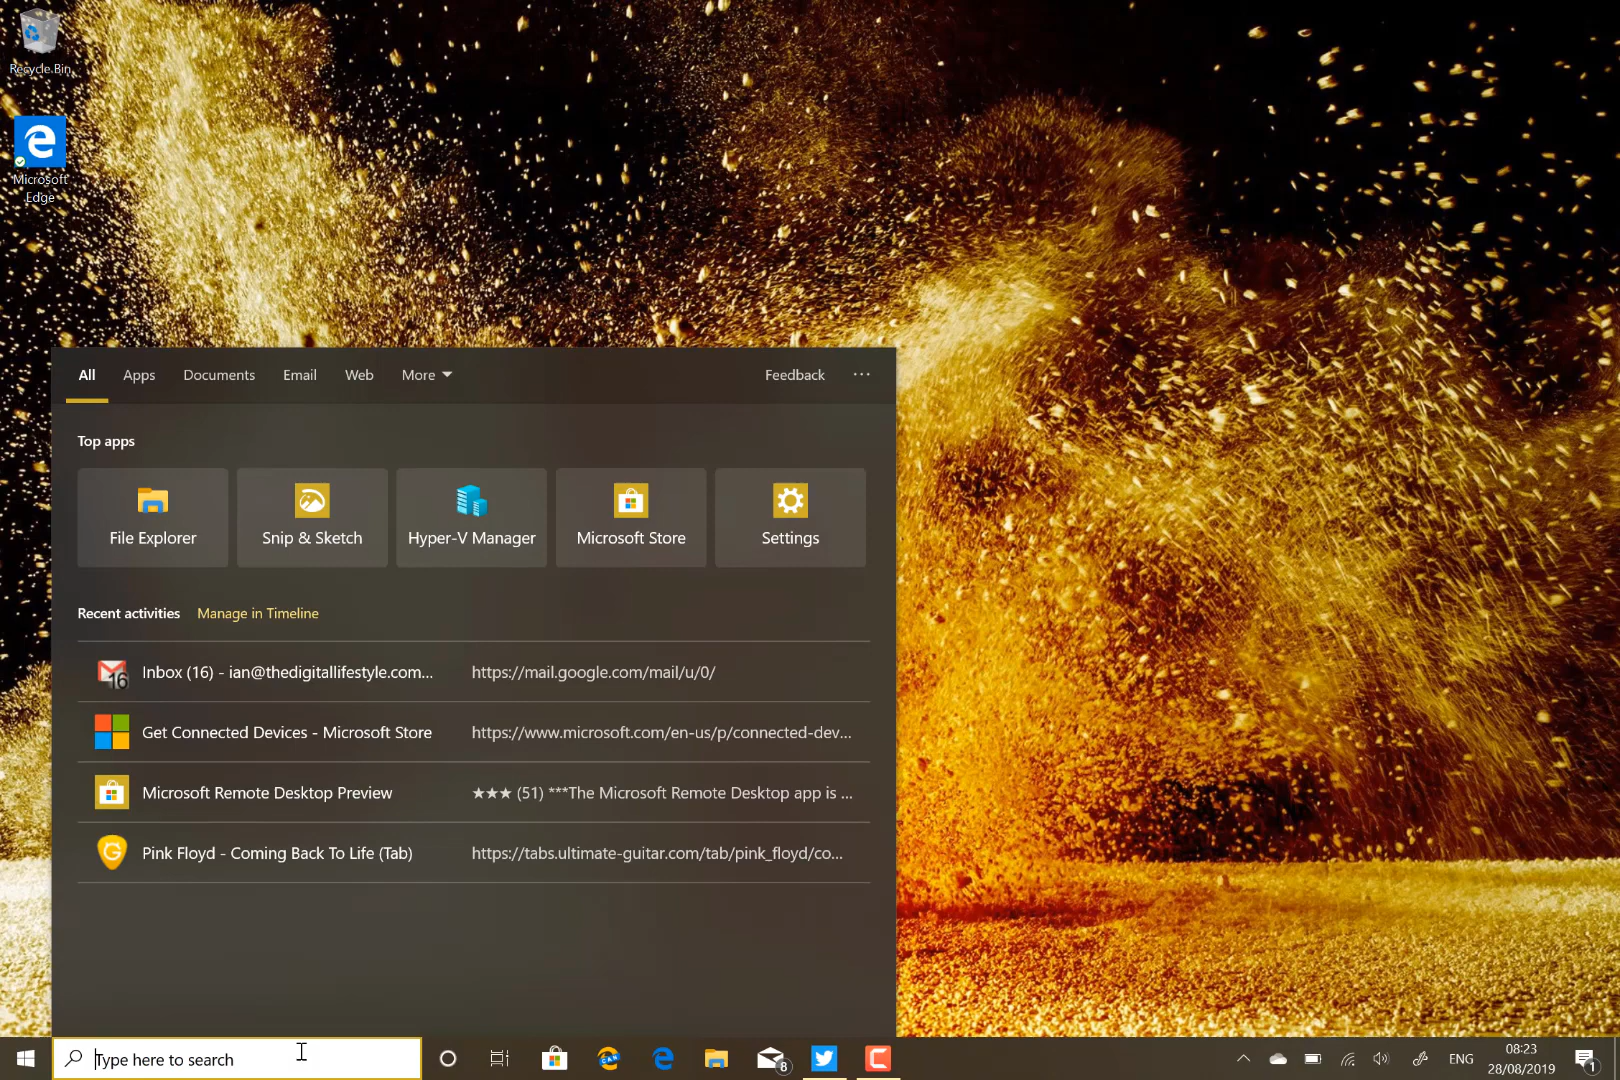 Recycle Bin
Microsoft
Edge
All Apps Documents Email Web More Feedback ...
Top apps
File Explorer Snip & Sketch Hyper-V Manager Microsoft Store Settings
Recent activities Manage in Timeline
16 Inbox (16) - ian@thedigitallifestyle.com... https://mail.google.com/mail/u/0/
Get Connected Devices - Microsoft Store https://www.microsoft.com/en-us/p/connected-dev...
Microsoft Remote Desktop Preview ★★★ (51) ***The Microsoft Remote Desktop app is ...
Pink Floyd - Coming Back To Life (Tab) https://tabs.ultimate-guitar.com/tab/pink_floyd/co...
Type here to search CAN 8 ENG 08:23
28/08/2019 1